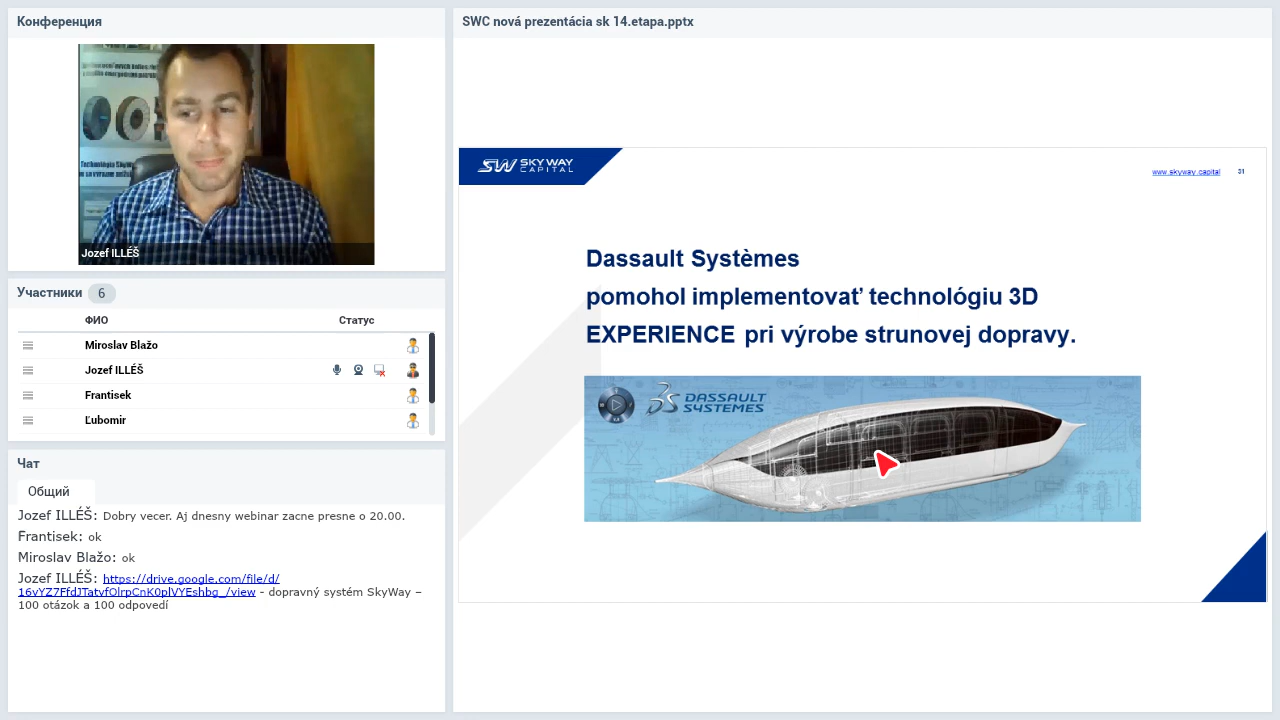 Конференция
Jozef ILLÉŠ
Участники 6
ФИО Статус
Miroslav Blažo
Jozef ILLÉŠ
Frantisek
Ľubomir
Чат
Общий
Jozef ILLÉŠ: Dobry vecer. Aj dnesny webinar zacne presne o 20.00.
Frantisek: ok
Miroslav Blažo: ok
Jozef ILLÉŠ: https://drive.google.com/file/d/
16vYZ7FfdJTatvfOlrpCnK0plVYEshbg_/view - dopravný systém SkyWay –
100 otázok a 100 odpovedí
SWC nová prezentácia sk 14.etapa.pptx
SW SKY WAY
CAPITAL
www.skyway.capital 31
Dassault Systèmes
pomohol implementovať technológiu 3D
EXPERIENCE pri výrobe strunovej dopravy.
DASSAULT
SYSTEMES